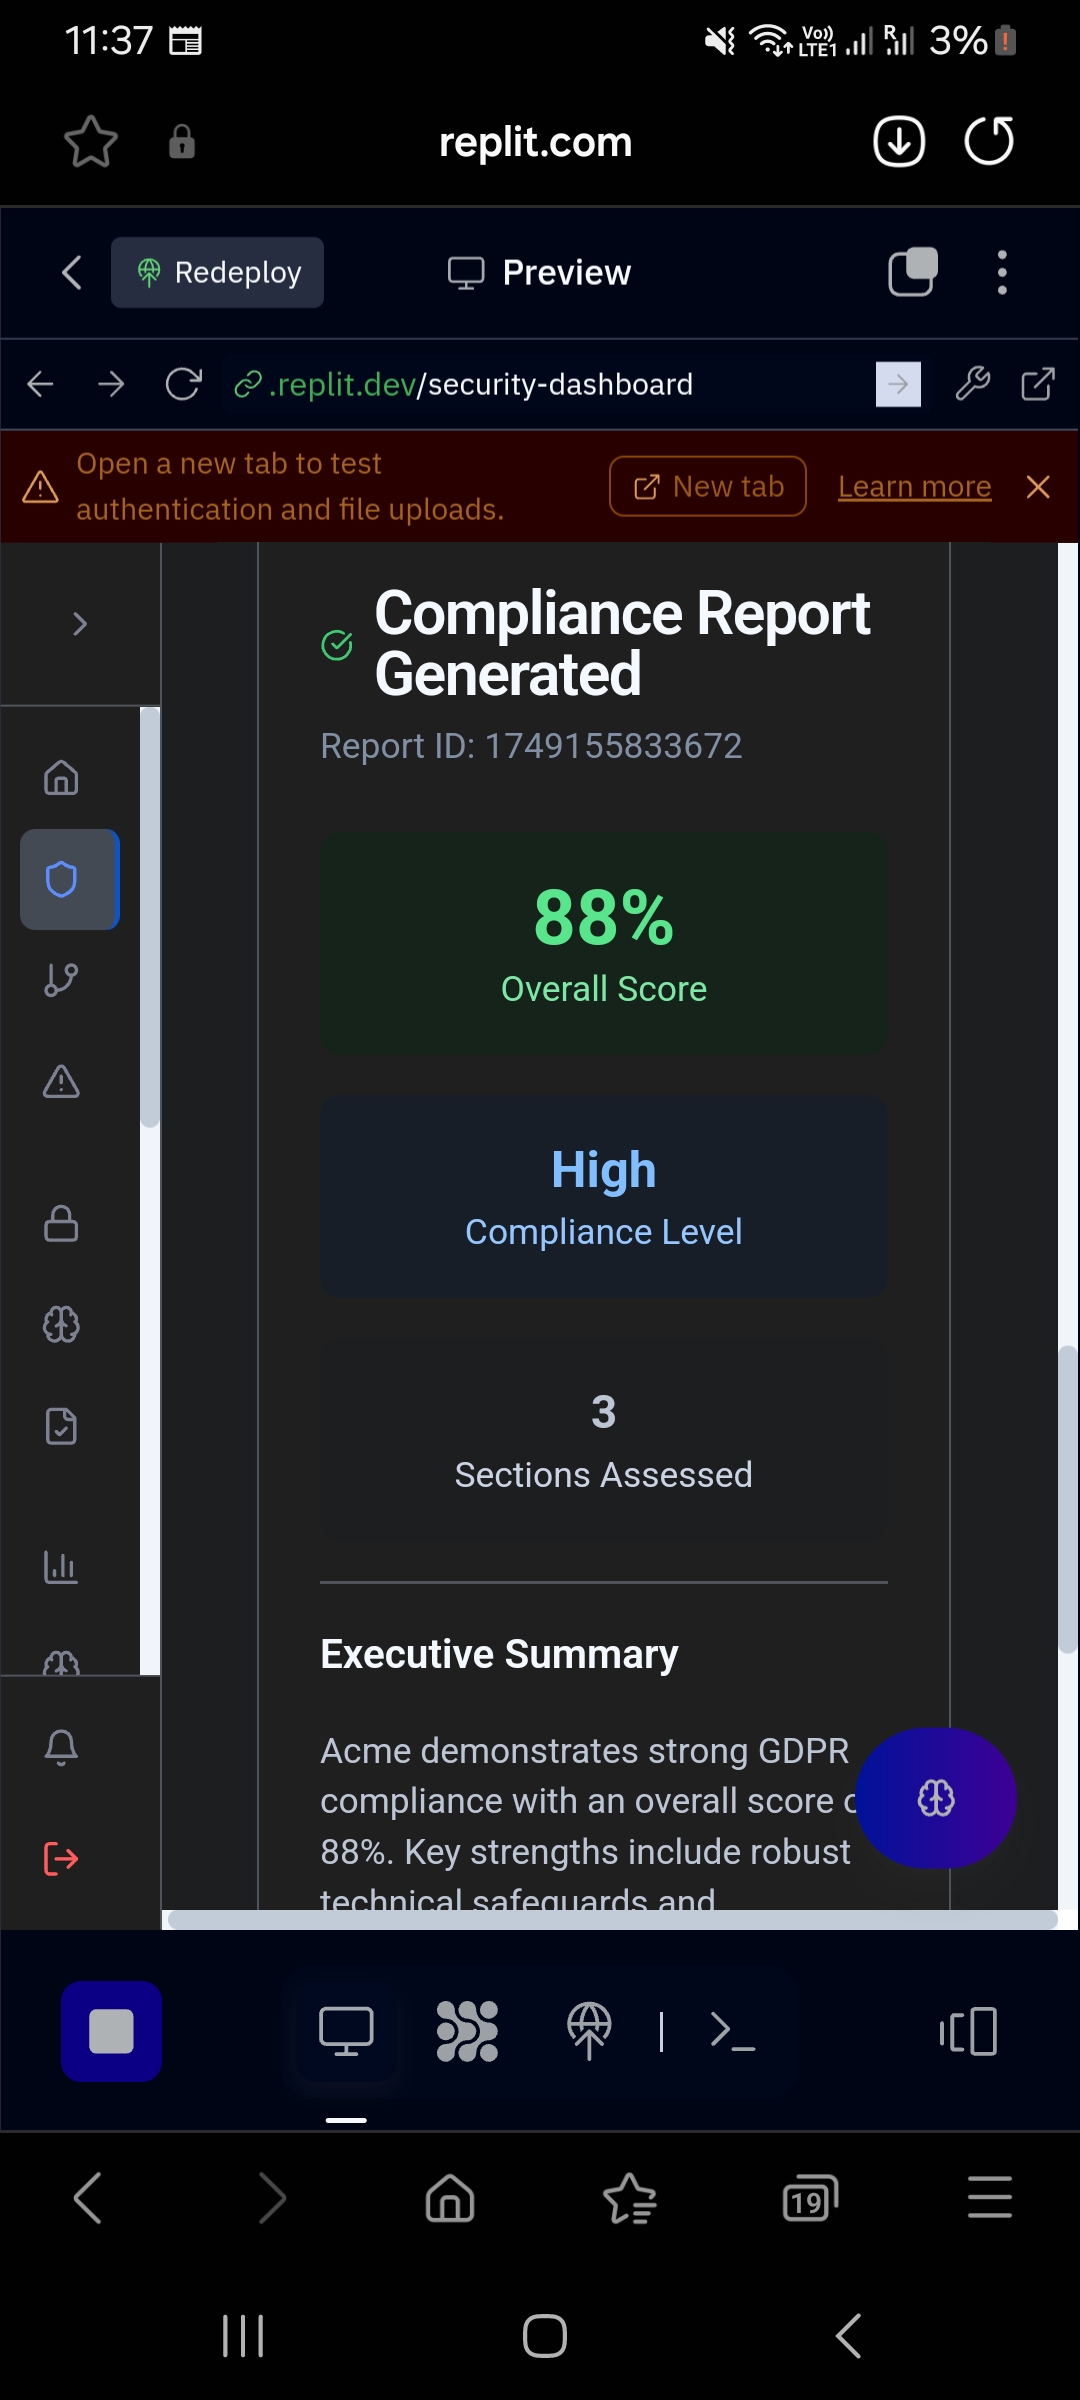 11:37
Vo))
LTE1
R
3%
replit.com
Redeploy
Preview
.replit.dev/security-dashboard
Open a new tab to test
authentication and file uploads.
New tab
Learn more
Compliance Report
Generated
Report ID: 1749155833672
88%
Overall Score
High
Compliance Level
3
Sections Assessed
Executive Summary
Acme demonstrates strong GDPR
compliance with an overall score
88%. Key strengths include robust
technical safeguards and
19